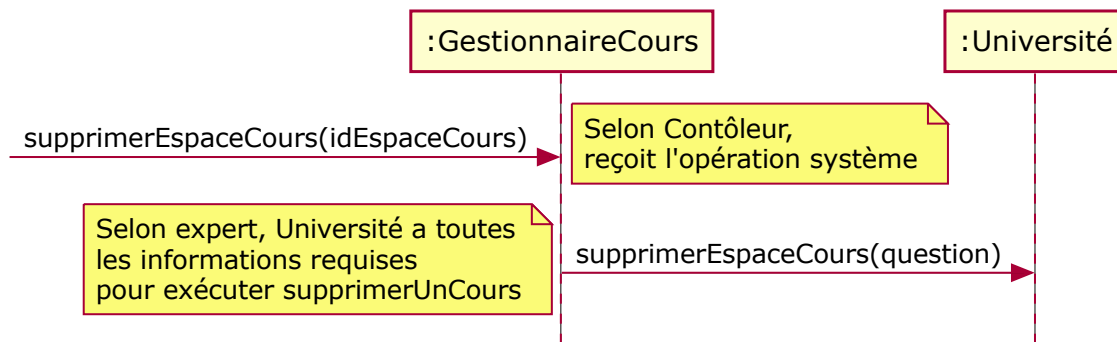 :GestionnaireCours
:Université
supprimerEspaceCours(idEspaceCours)
Selon Contôleur,
reçoit l'opération système
Selon expert, Université a toutes
les informations requises
pour exécuter supprimerUnCours
supprimerEspaceCours(question)